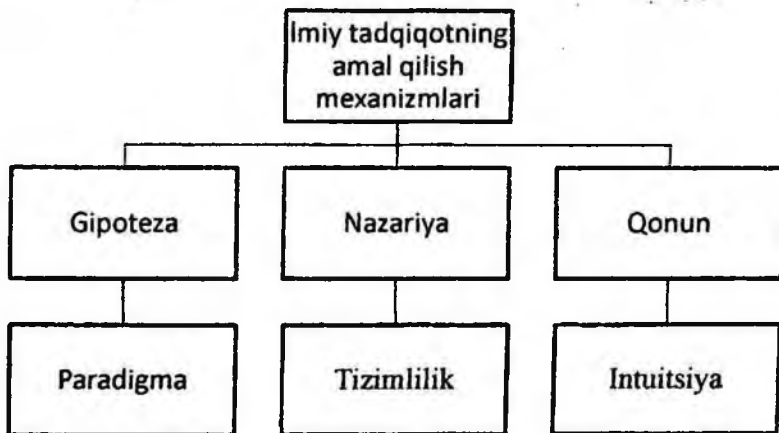 Imiy tadqiqotning
amal qilish
mexanizmlari
Gipoteza
Nazariya
Qonun
Paradigma
Tizimlilik
Intuitsiya